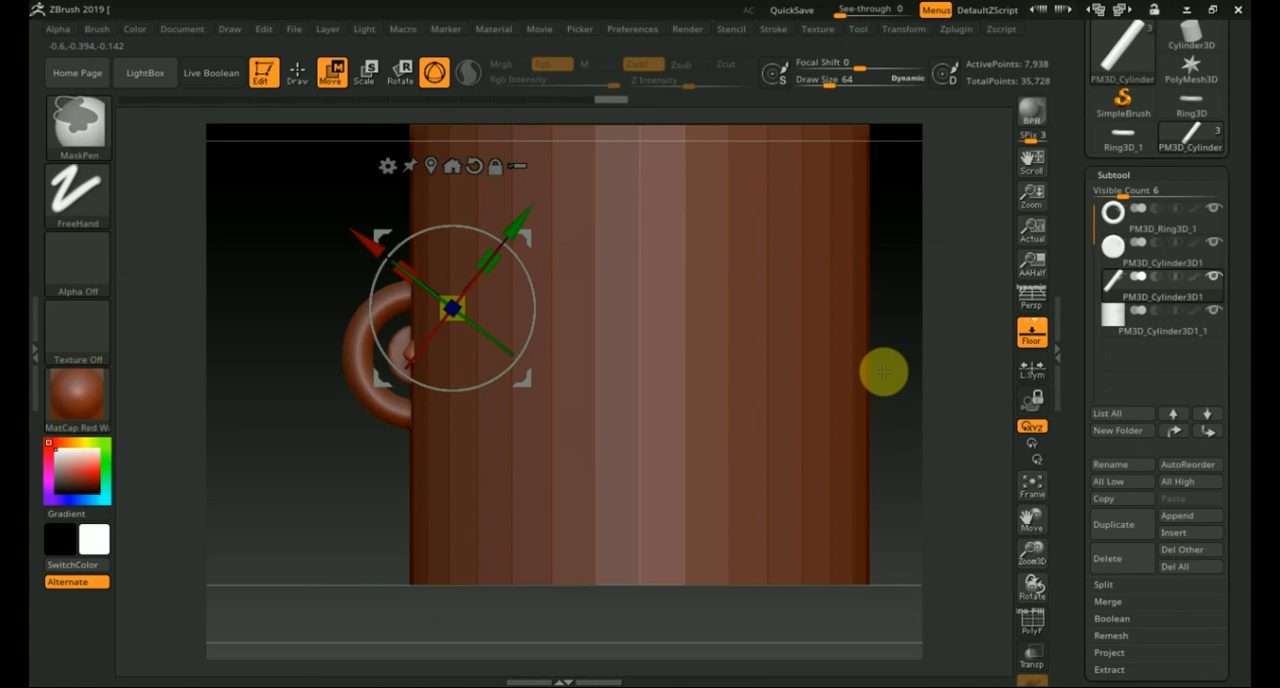 ZBrush 2019 [
AC QuickSave See-through 0 Menus DefaultZScript
Alpha Brush Color Document Draw Edit File Layer Light Macro Marker Material Movie Picker Preferences Render Stencil Stroke Texture Tool Transform Zplugin Zscript
-0.6,-0.394,-0.142
Home Page LightBox Live Boolean Edit Draw Move Scale Rotate
Mrgb Rgb M Zadd Zsub Zcut
Rgb Intensity Z Intensity
Focal Shift 0
Draw Size 64 Dynamic
S
D
ActivePoints: 7,938
TotalPoints: 35,728
MaskPen
FreeHand
Alpha Off
Texture Off
MatCap Red W
Gradient
SwitchColor
Alternate
BPR
SPix 3
Scroll
Zoom
Actual
AAHalf
Dynamic
Persp
Floor
L.Sym
XYZ
Frame
Move
Zoom3D
Rotate
PolyF
Transp
3
Cylinder3D
PM3D_Cylinder
PolyMesh3D
SimpleBrush
Ring3D
3
Ring3D_1
PM3D_Cylinder
Subtool
Visible Count 6
PM3D_Ring3D_1
PM3D_Cylinder3D1
PM3D_Cylinder3D1
PM3D_Cylinder3D1_1
List All
New Folder
Rename AutoReorder
All Low All High
Copy Paste
Duplicate Append
Insert
Delete Del Other
Del All
Split
Merge
Boolean
Remesh
Project
Extract